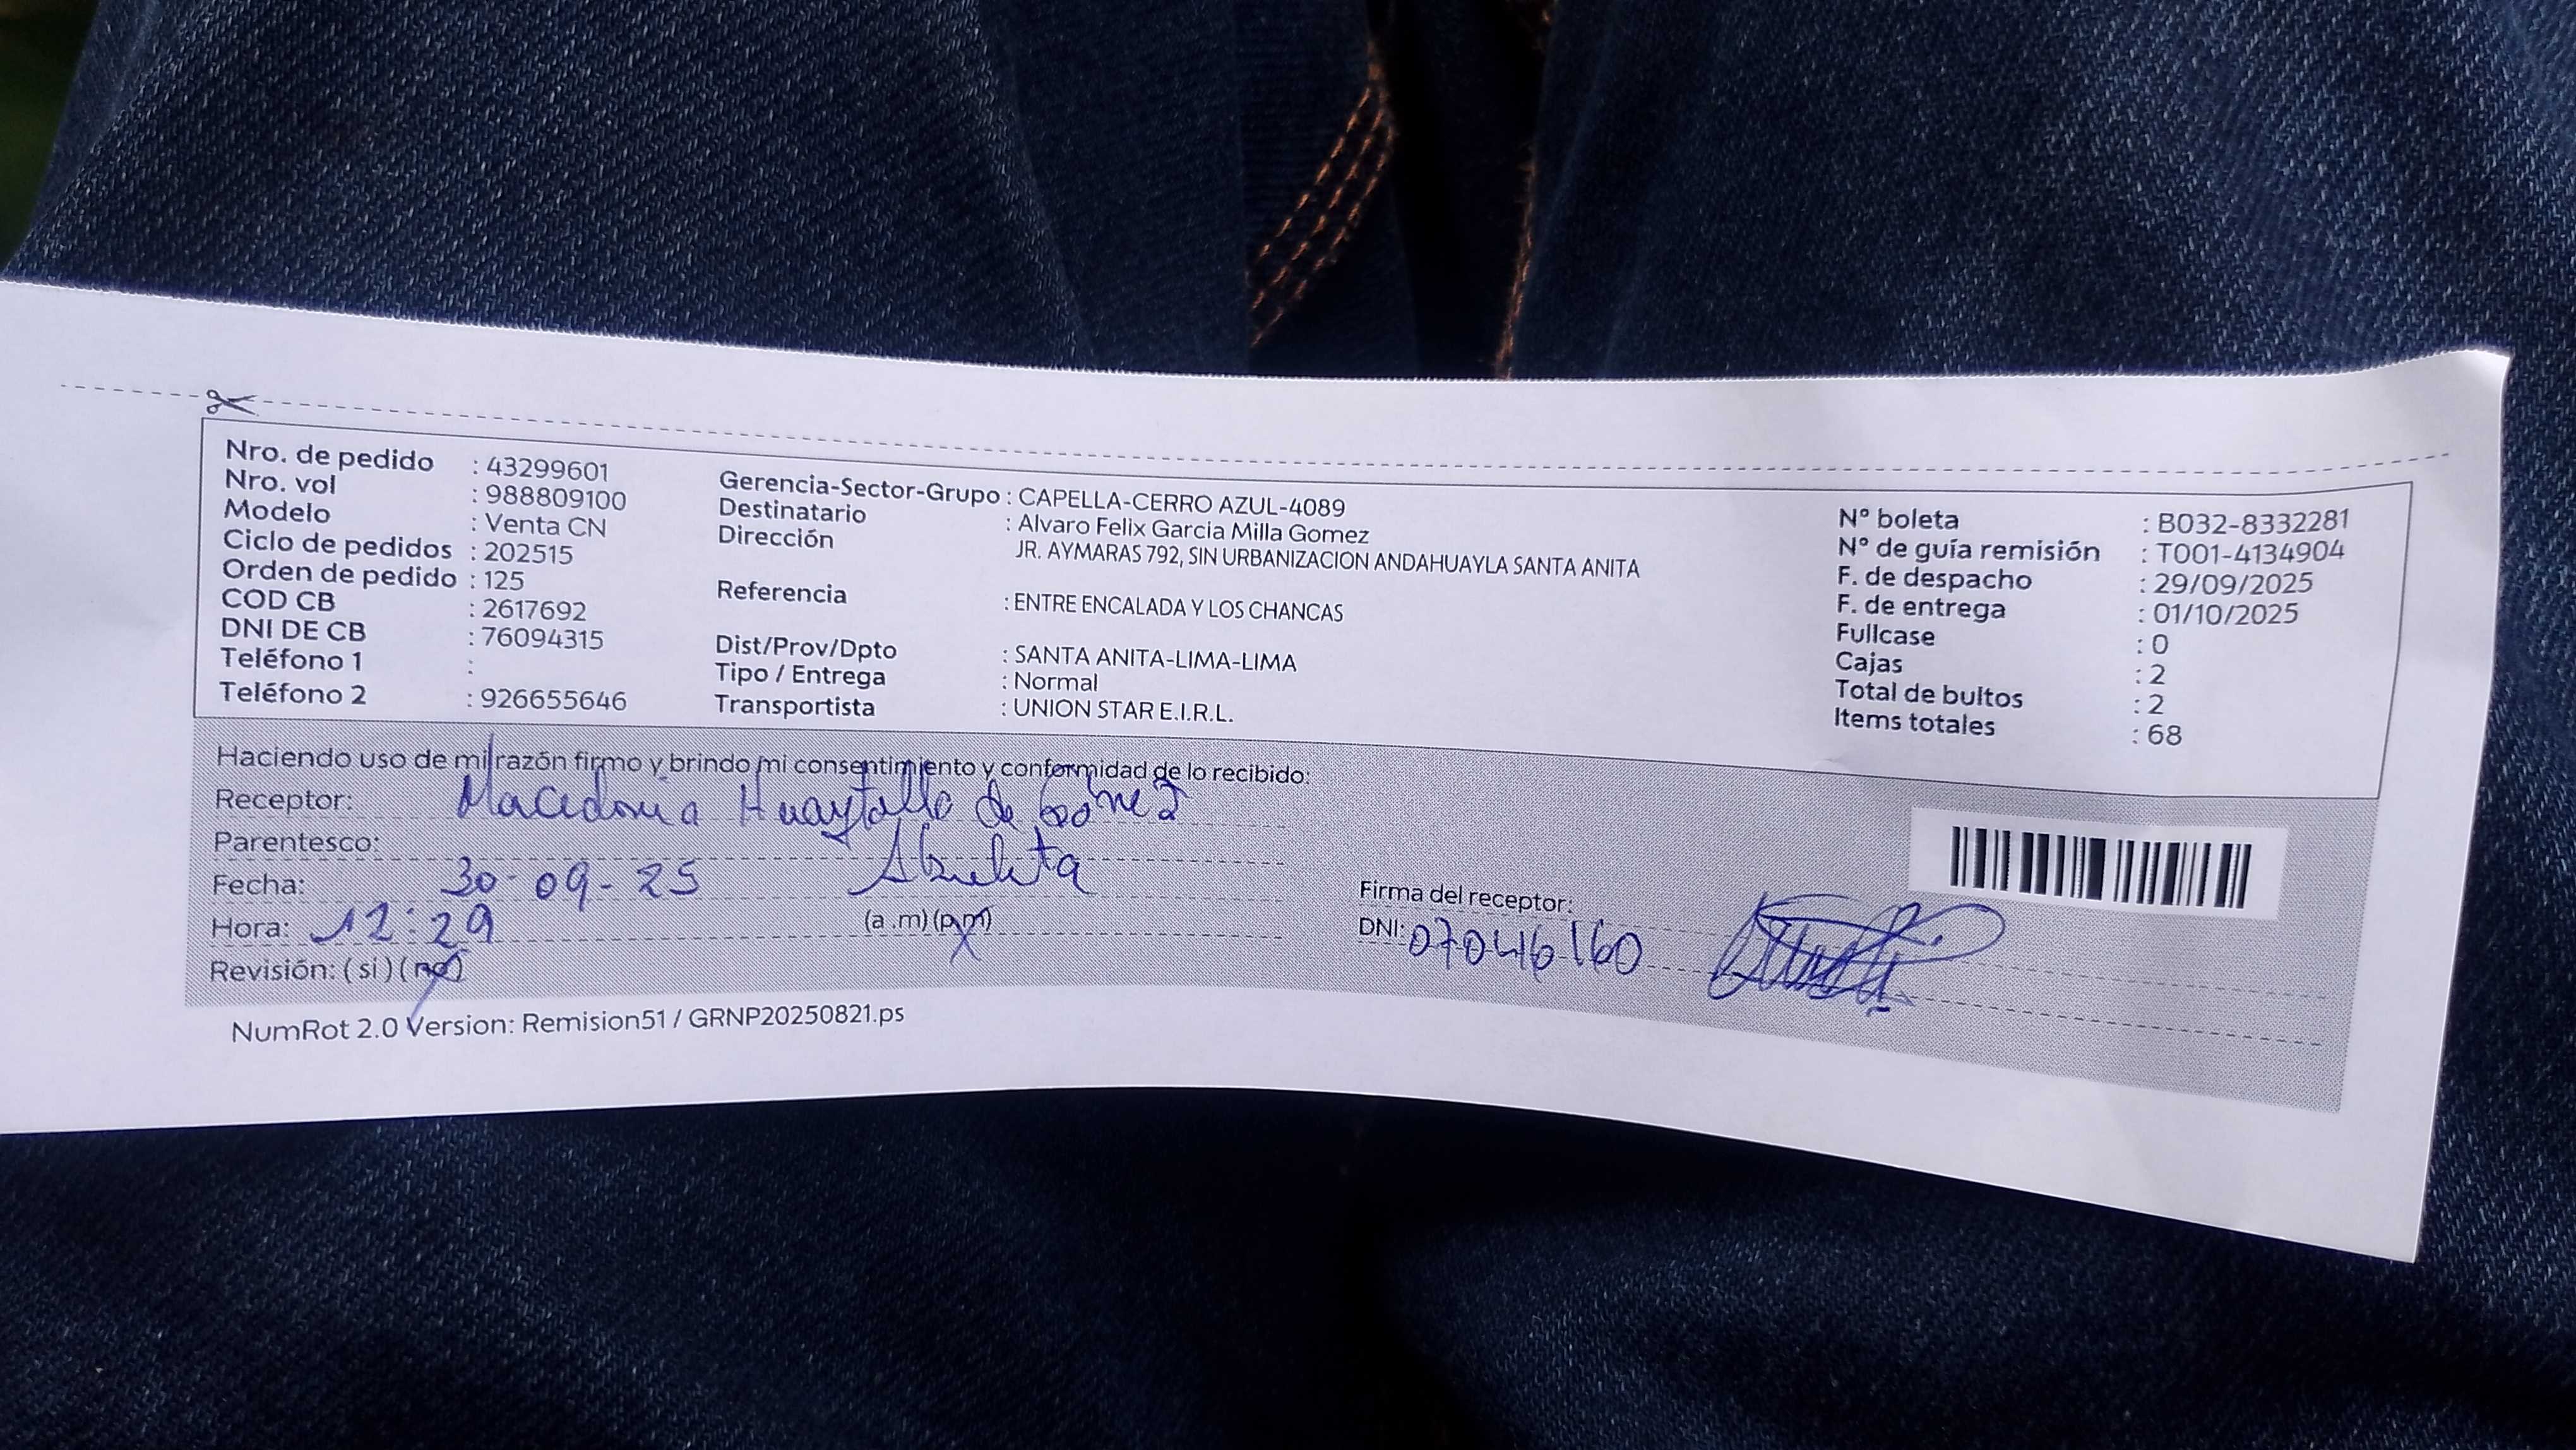 Nro. de pedido : 43299601
Nro. vol : 988809100
Modelo : Venta CN
Ciclo de pedidos : 202515
Orden de pedido : 125
COD CB : 2617692
DNI DE CB : 76094315
Teléfono 1 :
Teléfono 2 : 926655646
Gerencia-Sector-Grupo : CAPELLA-CERRO AZUL-4089
Destinatario : Alvaro Felix Garcia Milla Gomez
Dirección JR. AYMARAS 792, SIN URBANIZACION ANDAHUAYLA SANTA ANITA
Referencia : ENTRE ENCALADA Y LOS CHANCAS
Dist/Prov/Dpto : SANTA ANITA-LIMA-LIMA
Tipo / Entrega : Normal
Transportista : UNION STAR E.I.R.L.
N° boleta : B032-8332281
N° de guía remisión : T001-4134904
F. de despacho : 29/09/2025
F. de entrega : 01/10/2025
Fullcase : 0
Cajas : 2
Total de bultos : 2
Items totales : 68
Haciendo uso de mi razón firmo y brindo mi consentimiento y conformidad de lo recibido:
Receptor: Macedonia Huaytalla de Gomez
Parentesco: Abuelita
Fecha: 30-09-25
Hora: 12:29 (a.m) (p.m)
Revisión: (si) (no)
Firma del receptor:
DNI: 07046160
NumRot 2.0 Version: Remision51 / GRNP20250821.ps